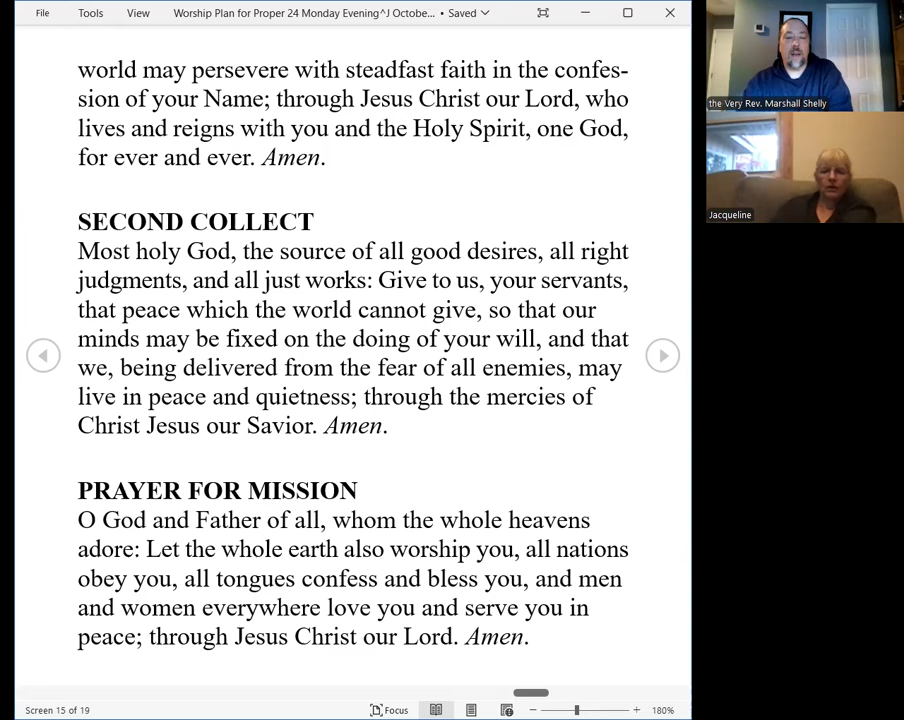 File Tools View Worship Plan for Proper 24 Monday Evening^J Octobe... • Saved
the Very Rev. Marshall Shelly
Jacqueline
world may persevere with steadfast faith in the confes-
sion of your Name; through Jesus Christ our Lord, who
lives and reigns with you and the Holy Spirit, one God,
for ever and ever. Amen.
SECOND COLLECT
Most holy God, the source of all good desires, all right
judgments, and all just works: Give to us, your servants,
that peace which the world cannot give, so that our
minds may be fixed on the doing of your will, and that
we, being delivered from the fear of all enemies, may
live in peace and quietness; through the mercies of
Christ Jesus our Savior. Amen.
PRAYER FOR MISSION
O God and Father of all, whom the whole heavens
adore: Let the whole earth also worship you, all nations
obey you, all tongues confess and bless you, and men
and women everywhere love you and serve you in
peace; through Jesus Christ our Lord. Amen.
Screen 15 of 19 Focus 180%